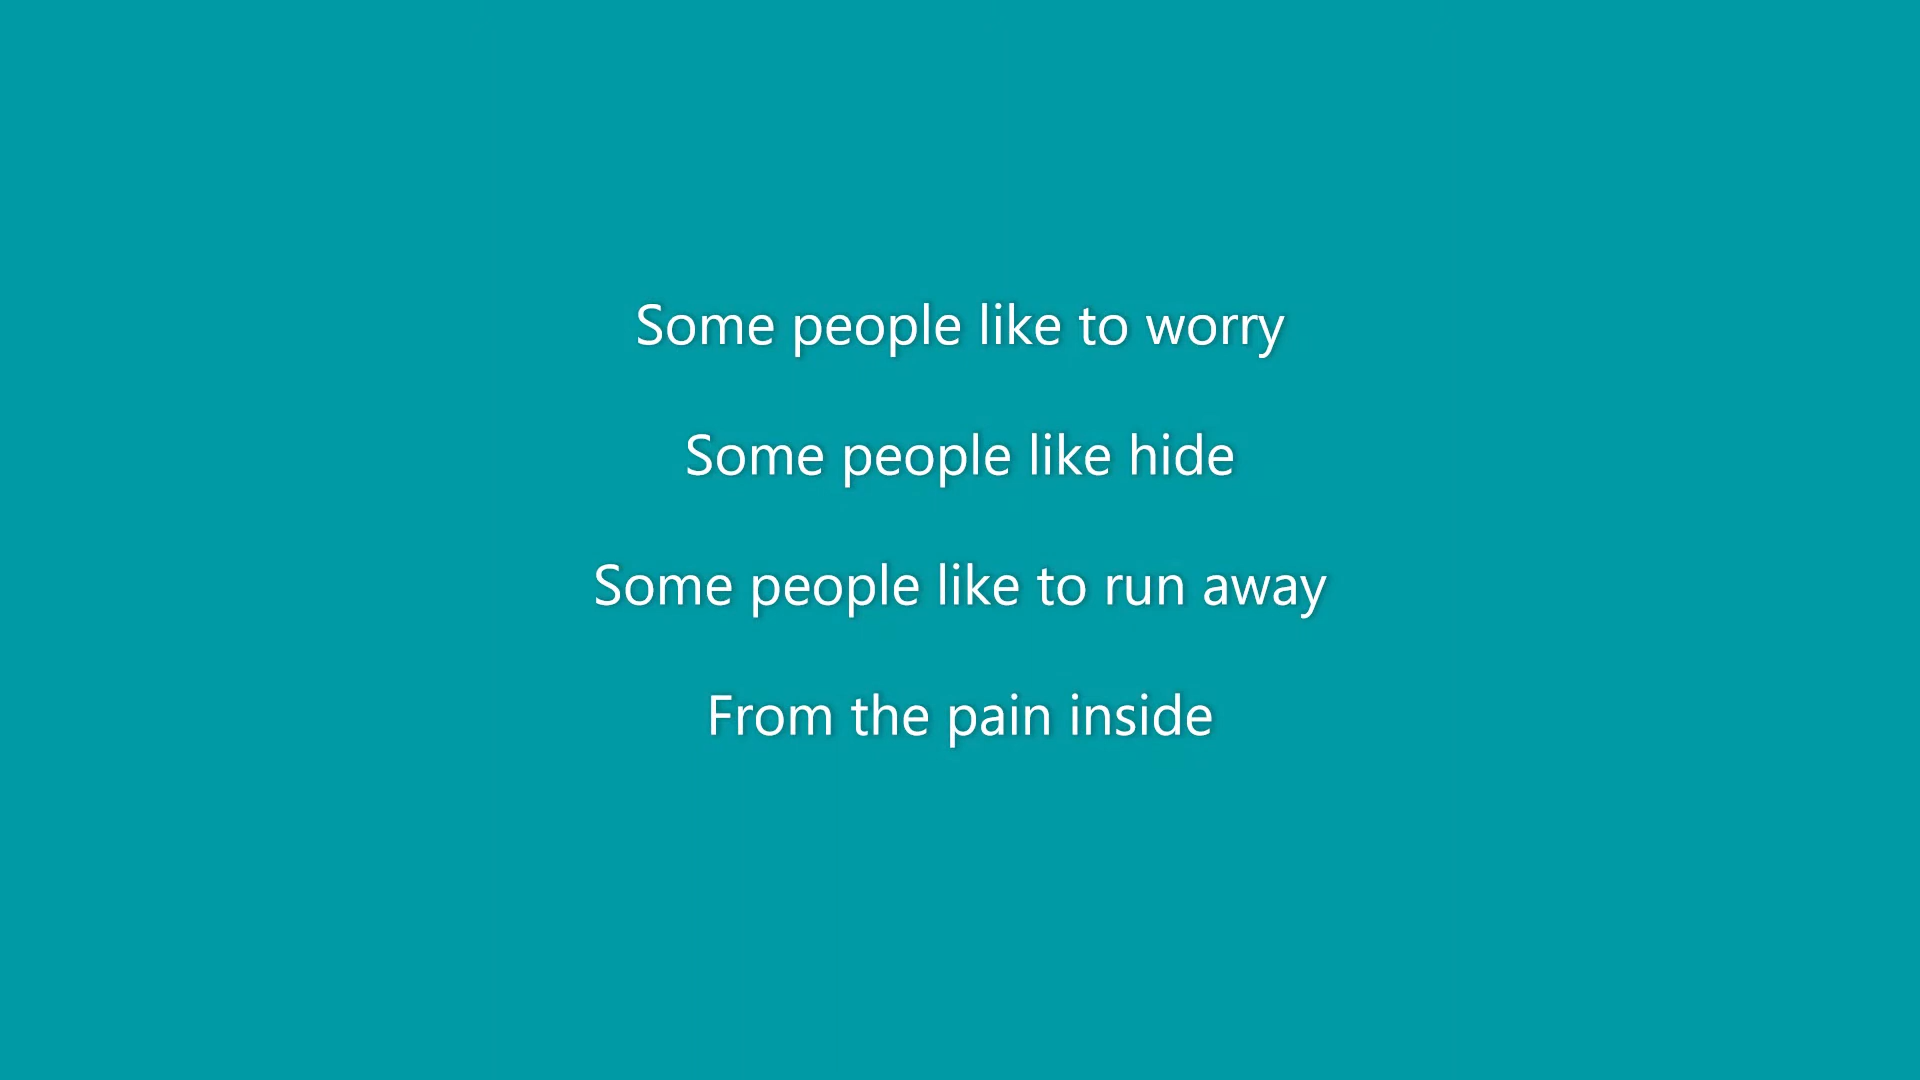 Some people like to worry
Some people like hide
Some people like to run away
From the pain inside